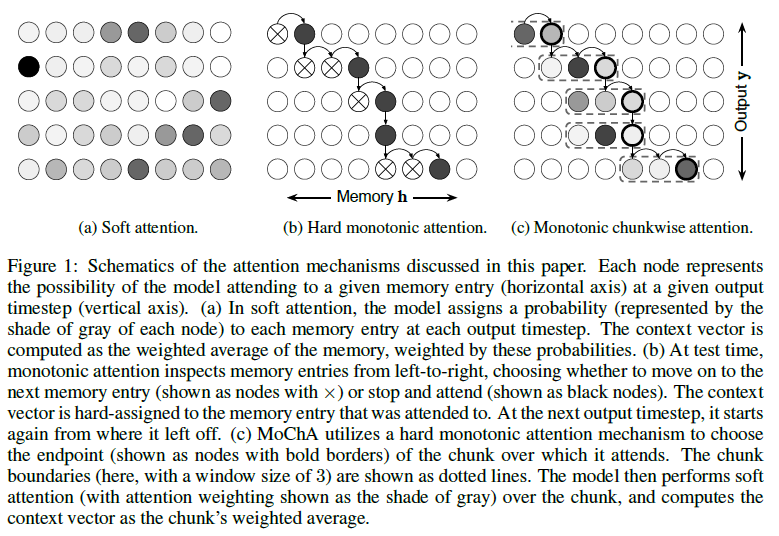 Output y
Memory h
(a) Soft attention.
(b) Hard monotonic attention.
(c) Monotonic chunkwise attention.
Figure 1: Schematics of the attention mechanisms discussed in this paper. Each node represents
the possibility of the model attending to a given memory entry (horizontal axis) at a given output
timestep (vertical axis). (a) In soft attention, the model assigns a probability (represented by the
shade of gray of each node) to each memory entry at each output timestep. The context vector is
computed as the weighted average of the memory, weighted by these probabilities. (b) At test time,
monotonic attention inspects memory entries from left-to-right, choosing whether to move on to the
next memory entry (shown as nodes with ×) or stop and attend (shown as black nodes). The context
vector is hard-assigned to the memory entry that was attended to. At the next output timestep, it starts
again from where it left off. (c) MoChA utilizes a hard monotonic attention mechanism to choose
the endpoint (shown as nodes with bold borders) of the chunk over which it attends. The chunk
boundaries (here, with a window size of 3) are shown as dotted lines. The model then performs soft
attention (with attention weighting shown as the shade of gray) over the chunk, and computes the
context vector as the chunk's weighted average.